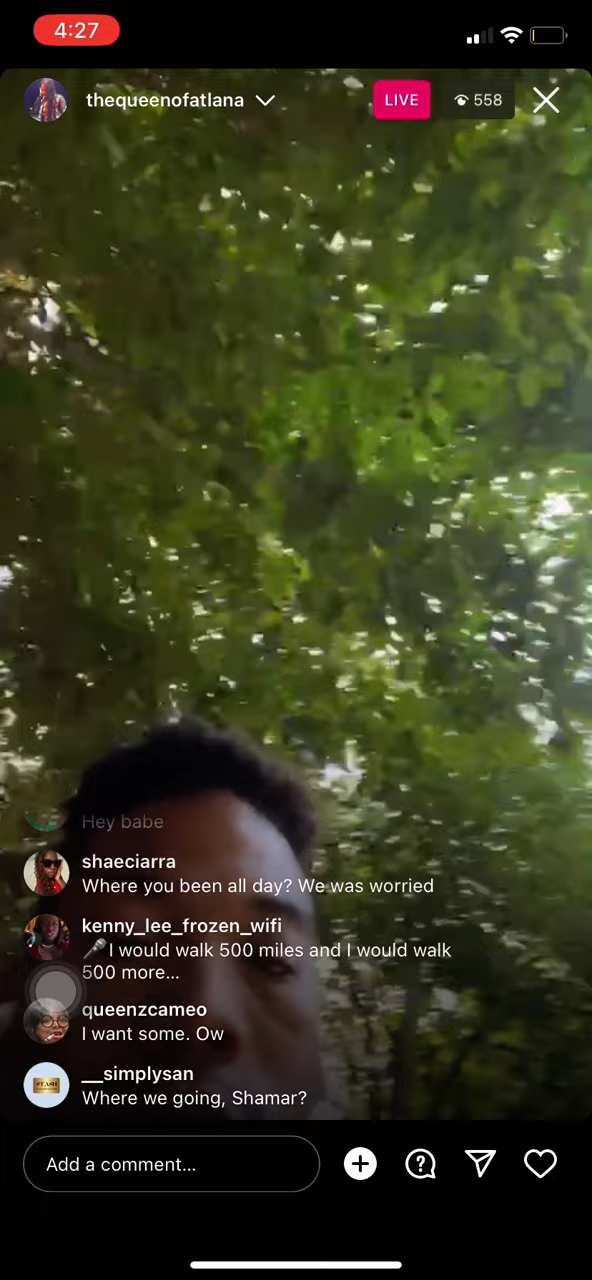 4:27
thequeenofatlana
LIVE
558
Hey babe
shaeciarra
Where you been all day? We was worried
kenny_lee_frozen_wifi
🎤 I would walk 500 miles and I would walk
500 more...
queenzcameo
I want some. Ow
__simplysan
Where we going, Shamar?
STASH
Add a comment...